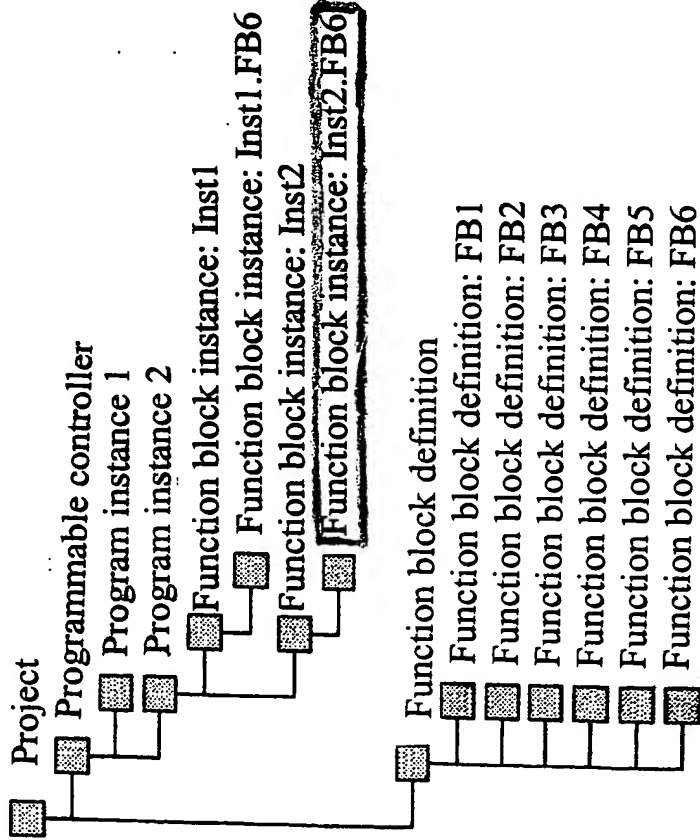 Project
Programmable controller
Program instance 1
Program instance 2
Function block instance: Inst1
Function block instance: Inst1.FB6
Function block instance: Inst2
Function block instance: Inst2.FB6
Function block definition
Function block definition: FB1
Function block definition: FB2
Function block definition: FB3
Function block definition: FB4
Function block definition: FB5
Function block definition: FB6